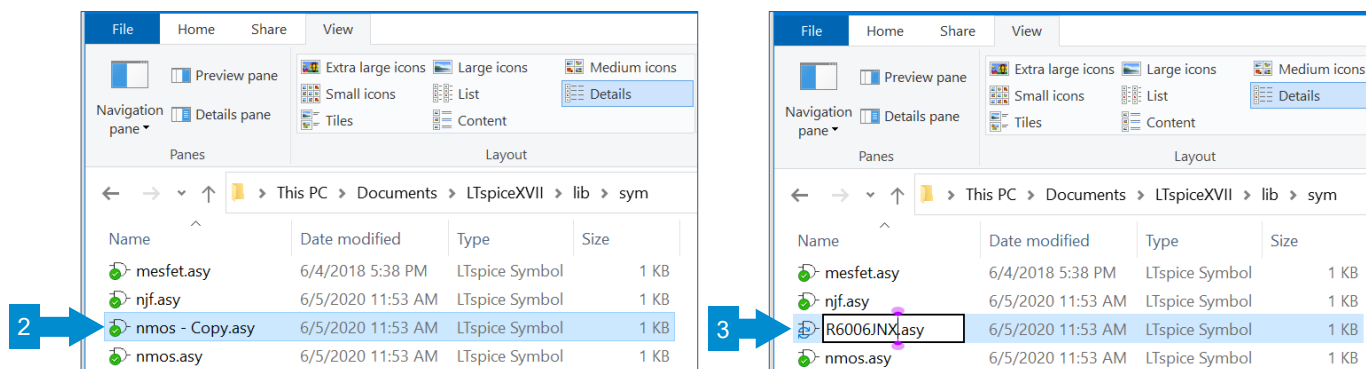 File Home Share View
Preview pane
Extra large icons Large icons Medium icons
Small icons List Details
Navigation pane
Details pane
Tiles Content
Panes Layout
This PC > Documents > LTspiceXVII > lib > sym
Name Date modified Type Size
mesfet.asy 6/4/2018 5:38 PM LTspice Symbol 1 KB
njf.asy 6/5/2020 11:53 AM LTspice Symbol 1 KB
2 nmos - Copy.asy 6/5/2020 11:53 AM LTspice Symbol 1 KB
nmos.asy 6/5/2020 11:53 AM LTspice Symbol 1 KB
File Home Share View
Preview pane
Extra large icons Large icons Medium icons
Small icons List Details
Navigation pane
Details pane
Tiles Content
Panes Layout
This PC > Documents > LTspiceXVII > lib > sym
Name Date modified Type Size
mesfet.asy 6/4/2018 5:38 PM LTspice Symbol 1 KB
njf.asy 6/5/2020 11:53 AM LTspice Symbol 1 KB
3 R6006JNX.asy 6/5/2020 11:53 AM LTspice Symbol 1 KB
nmos.asy 6/5/2020 11:53 AM LTspice Symbol 1 KB